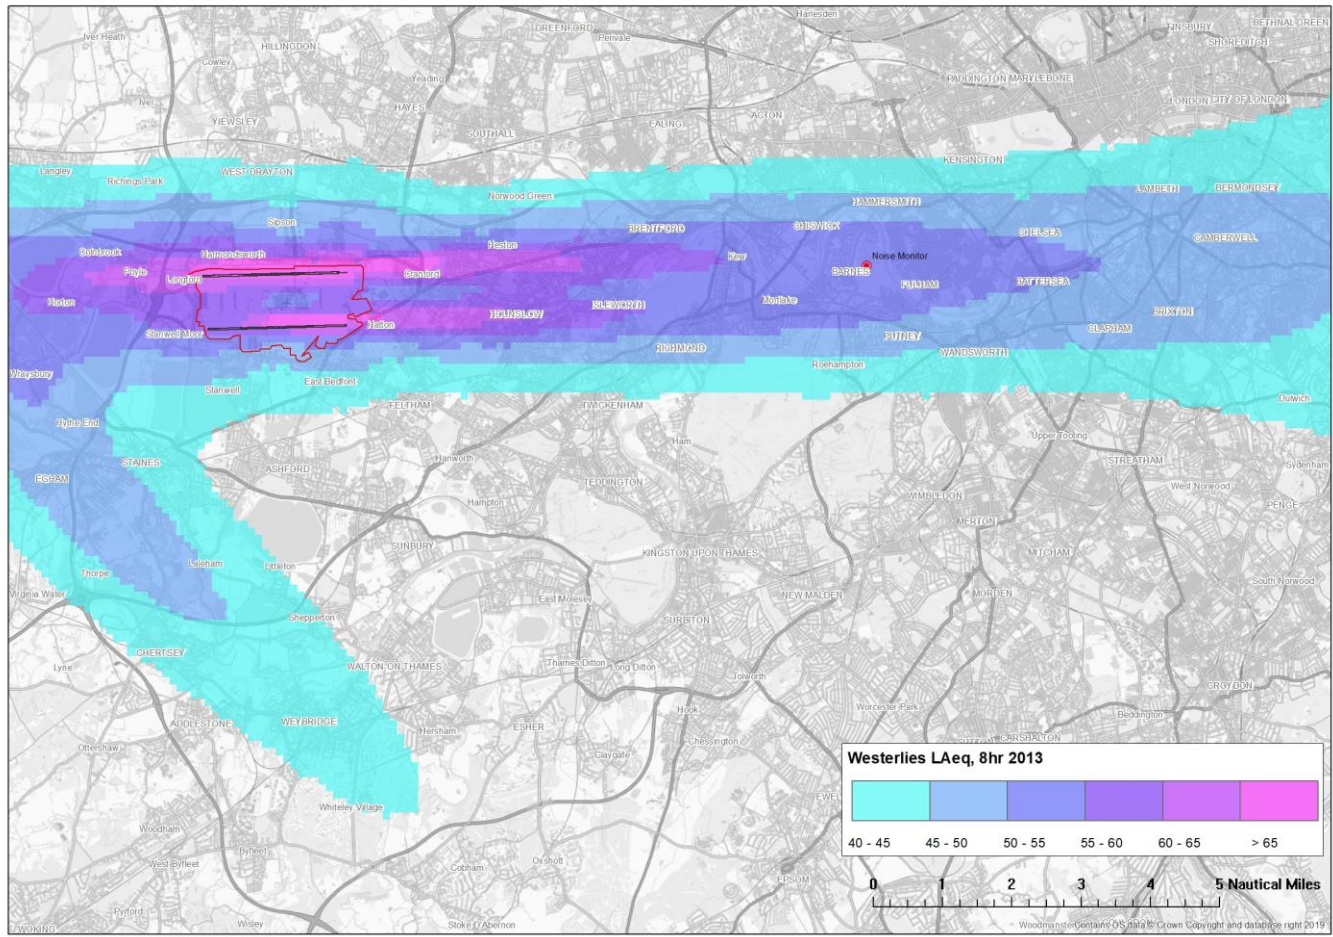 Harlesden
Iver Heath
HILLINGDON
GREENFORD
Perivale
FINSBURY
BETHNAL GREEN
SHOREDITCH
Cowley
Yeading
PADDINGTON
MARYLEBONE
Iver
HAYES
LONDON
CITY OF LONDON
YIEWSLEY
SOUTHALL
EALING
ACTON
KENSINGTON
Langley
Richings Park
WEST DRAYTON
Norwood Green
LAMBETH
BERMONDSEY
HAMMERSMITH
Sipson
BRENTFORD
CHISWICK
CHELSEA
CAMBERWELL
Colnbrook
Harmondsworth
Heston
Kew
Noise Monitor
Poyle
Longford
Cranford
BARNES
FULHAM
BATTERSEA
Horton
Mortlake
ISLEWORTH
HOUNSLOW
BRIXTON
Stanwell Moor
Hatton
CLAPHAM
PUTNEY
RICHMOND
WANDSWORTH
Roehampton
Wraysbury
Stanwell
East Bedfont
Dulwich
FELTHAM
TWICKENHAM
Hythe End
Ham
Upper Tooting
STAINES
ASHFORD
Hanworth
STREATHAM
Sydenham
EGHAM
TEDDINGTON
West Norwood
Hampton
WIMBLEDON
PENGE
MERTON
SUNBURY
KINGSTON UPON THAMES
MITCHAM
Thorpe
Laleham
Littleton
South Norwood
Virginia Water
East Molesey
NEW MALDEN
MORDEN
Shepperton
SURBITON
CHERTSEY
Lyne
WALTON ON THAMES
Thames Ditton
Long Ditton
Tolworth
CROYDON
Worcester Park
Hook
Beddington
ADDLESTONE
WEYBRIDGE
Hersham
ESHER
Chessington
CARSHALTON
Ottershaw
Claygate
Westerlies LAeq, 8hr 2013
40 - 45
45 - 50
50 - 55
55 - 60
60 - 65
> 65
Whiteley Village
Woodham
Byfleet
West Byfleet
Oxshott
Cobham
EPSOM
0 1 2 3 4 5 Nautical Miles
Pyrford
Wisley
Stoke D'Abernon
WOKING
Contains OS data © Crown Copyright and database right 2019